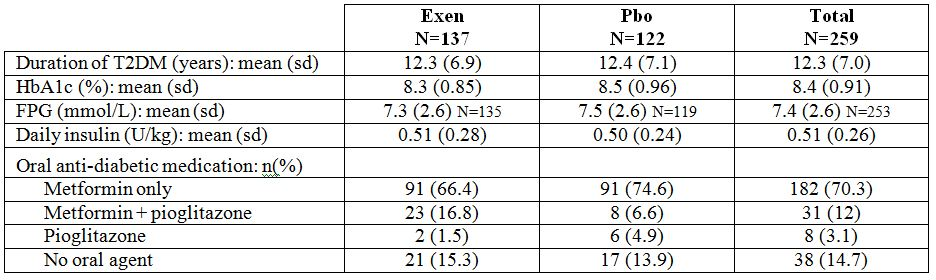 Exen N=137 Pbo N=122 Total N=259
Duration of T2DM (years): mean (sd) 12.3 (6.9) 12.4 (7.1) 12.3 (7.0)
HbA1c (%): mean (sd) 8.3 (0.85) 8.5 (0.96) 8.4 (0.91)
FPG (mmol/L): mean (sd) 7.3 (2.6) N=135 7.5 (2.6) N=119 7.4 (2.6) N=253
Daily insulin (U/kg): mean (sd) 0.51 (0.28) 0.50 (0.24) 0.51 (0.26)
Oral anti-diabetic medication: n(%)
Metformin only 91 (66.4) 91 (74.6) 182 (70.3)
Metformin + pioglitazone 23 (16.8) 8 (6.6) 31 (12)
Pioglitazone 2 (1.5) 6 (4.9) 8 (3.1)
No oral agent 21 (15.3) 17 (13.9) 38 (14.7)